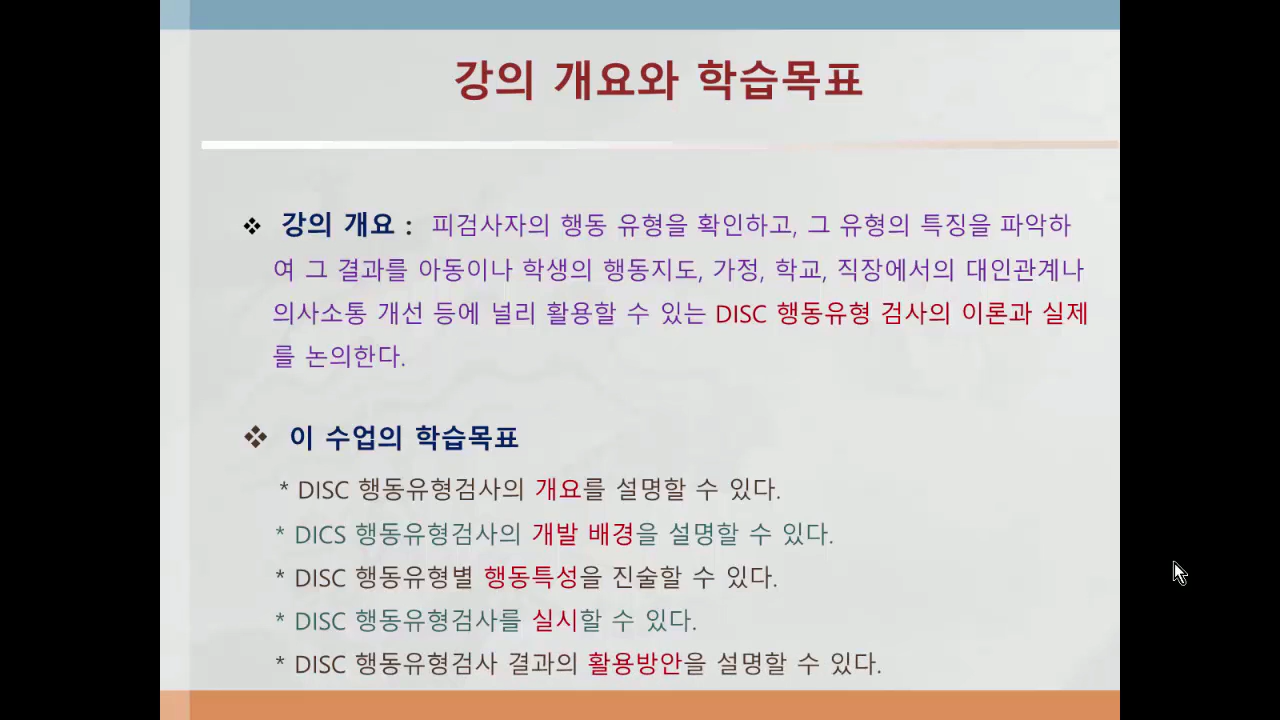 강의 개요와 학습목표
❖ 강의 개요 : 피검사자의 행동 유형을 확인하고, 그 유형의 특징을 파악하
여 그 결과를 아동이나 학생의 행동지도, 가정, 학교, 직장에서의 대인관계나
의사소통 개선 등에 널리 활용할 수 있는 DISC 행동유형 검사의 이론과 실제
를 논의한다.
❖ 이 수업의 학습목표
* DISC 행동유형검사의 개요를 설명할 수 있다.
* DICS 행동유형검사의 개발 배경을 설명할 수 있다.
* DISC 행동유형별 행동특성을 진술할 수 있다.
* DISC 행동유형검사를 실시할 수 있다.
* DISC 행동유형검사 결과의 활용방안을 설명할 수 있다.